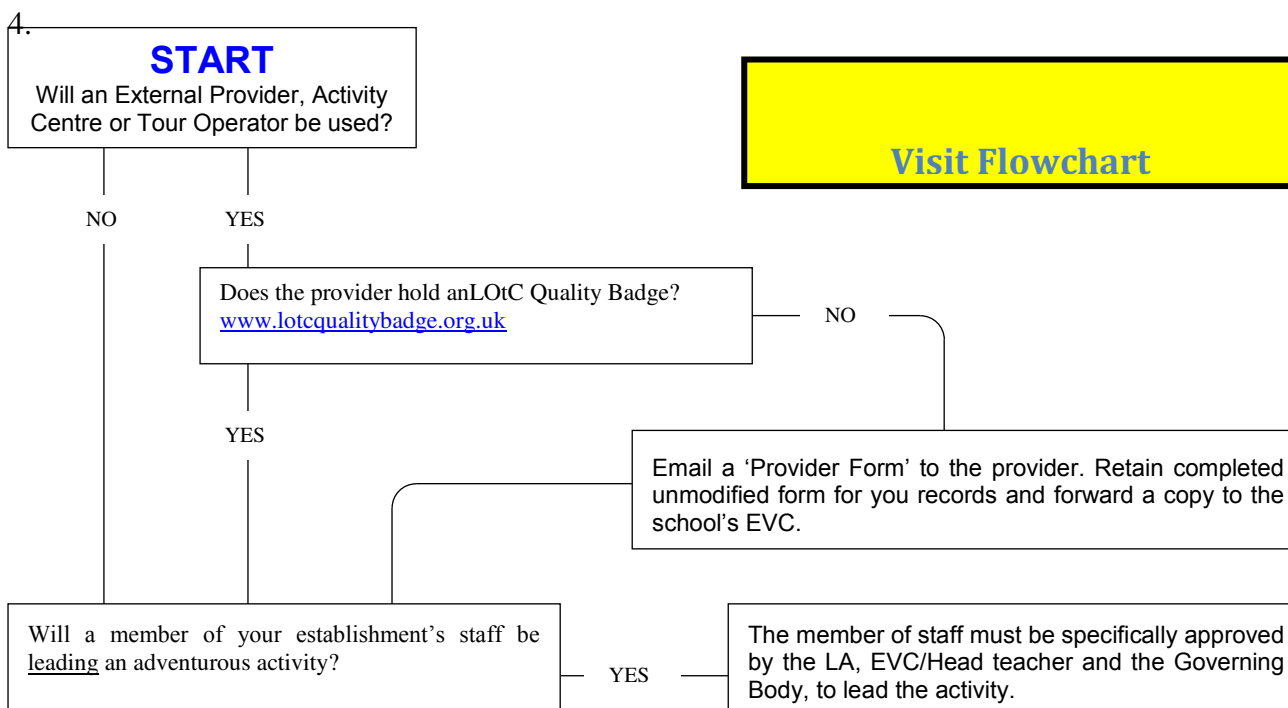 4.
START
Will an External Provider, Activity
Centre or Tour Operator be used?
Visit Flowchart
NO
YES
Does the provider hold anLOtC Quality Badge?
www.lotcqualitybadge.org.uk
NO
YES
Email a ‘Provider Form’ to the provider. Retain completed
unmodified form for you records and forward a copy to the
school’s EVC.
Will a member of your establishment’s staff be
leading an adventurous activity?
YES
The member of staff must be specifically approved
by the LA, EVC/Head teacher and the Governing
Body, to lead the activity.